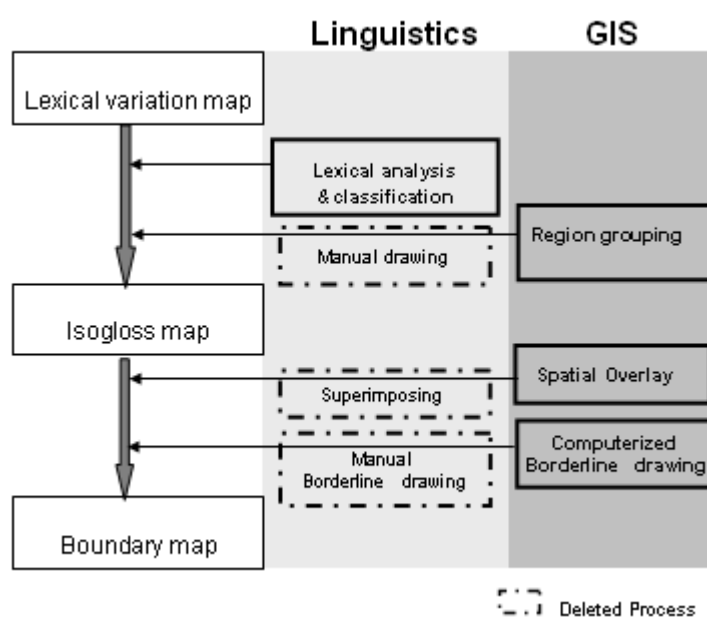 Linguistics
GIS
Lexical variation map
Lexical analysis
& classification
Region grouping
Manual drawing
Isogloss map
Spatial Overlay
Superimposing
Computerized
Borderline drawing
Manual
Borderline drawing
Boundary map
Deleted Process